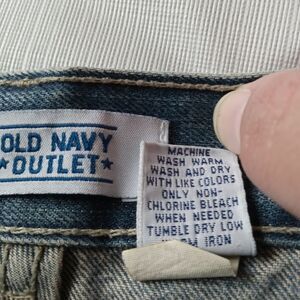 OLD NAVY
★OUTLET★
MACHINE
WASH WARM
WASH AND DRY
WITH LIKE COLORS
ONLY NON-
CHLORINE BLEACH
WHEN NEEDED
TUMBLE DRY LOW
WARM IRON